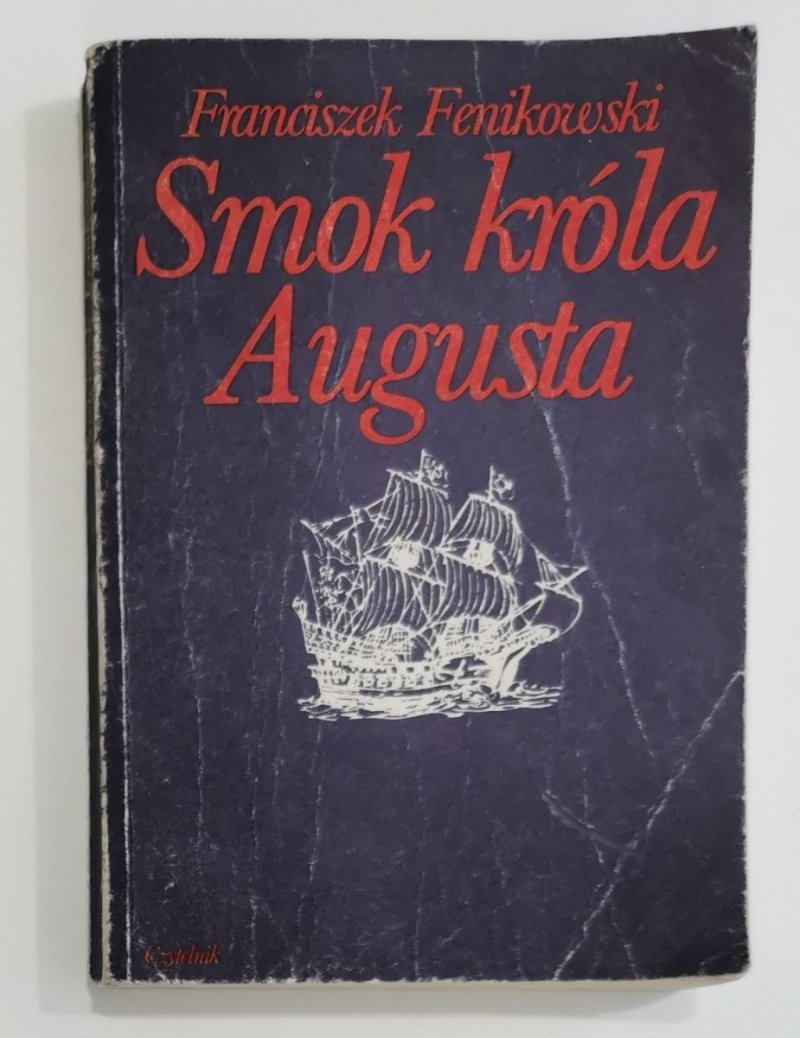 Franciszek Fenikowski
Smok króla
Augusta
Czytelnik